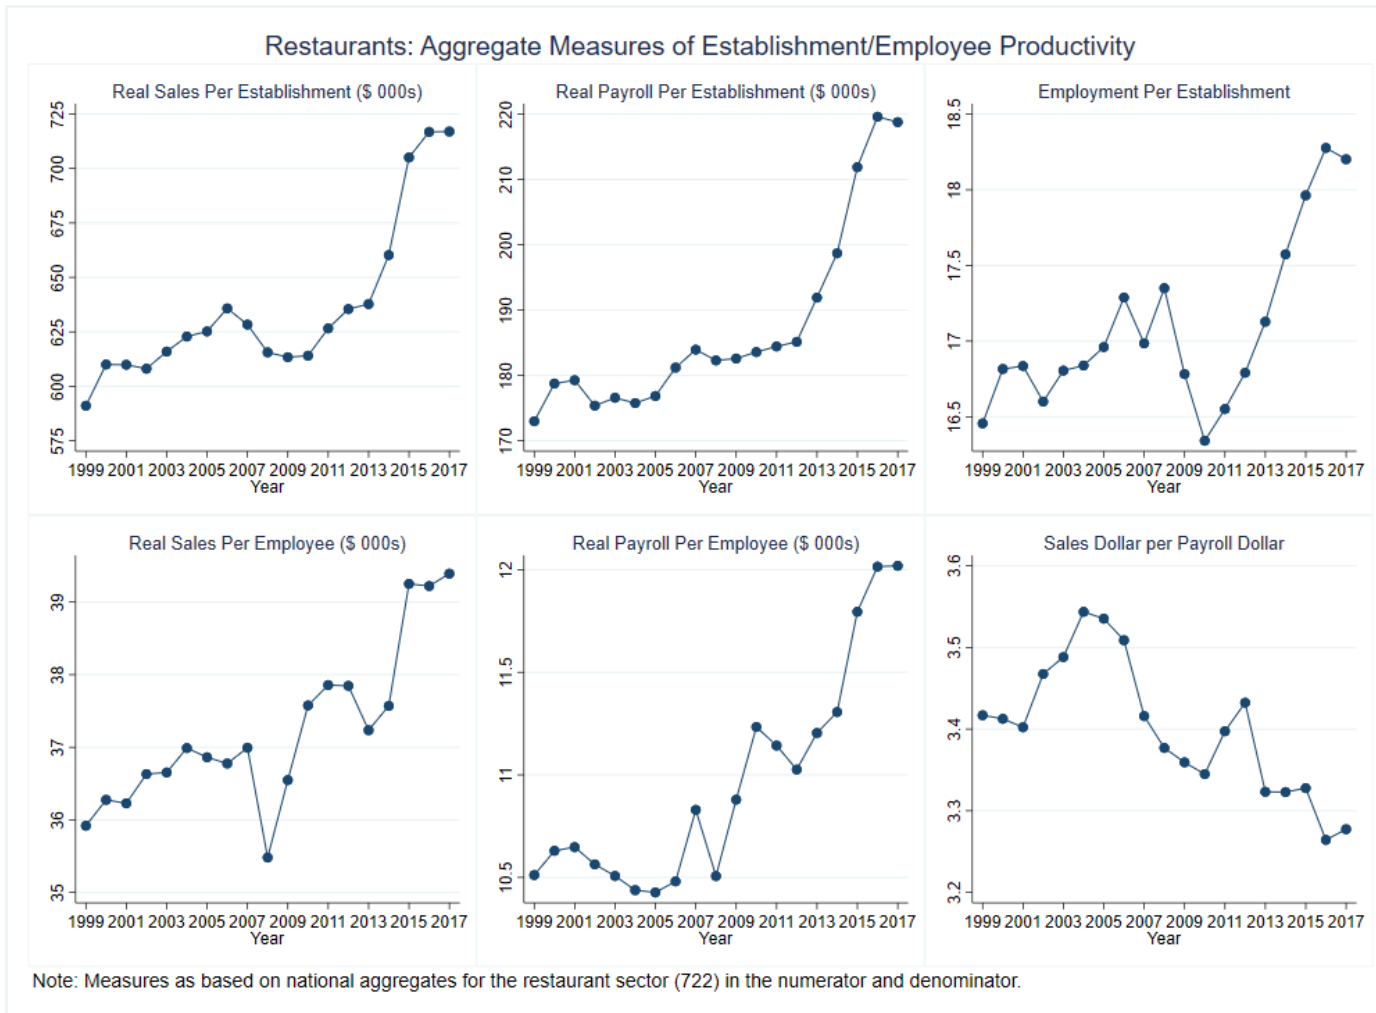 Restaurants: Aggregate Measures of Establishment/Employee Productivity
Real Sales Per Establishment ($ 000s)
725
700
675
650
625
600
575
1999 2001 2003 2005 2007 2009 2011 2013 2015 2017
Year
Real Payroll Per Establishment ($ 000s)
220
210
200
190
180
170
1999 2001 2003 2005 2007 2009 2011 2013 2015 2017
Year
Employment Per Establishment
18.5
18
17.5
17
16.5
1999 2001 2003 2005 2007 2009 2011 2013 2015 2017
Year
Real Sales Per Employee ($ 000s)
39
38
37
36
35
1999 2001 2003 2005 2007 2009 2011 2013 2015 2017
Year
Real Payroll Per Employee ($ 000s)
12
11.5
11
10.5
1999 2001 2003 2005 2007 2009 2011 2013 2015 2017
Year
Sales Dollar per Payroll Dollar
3.6
3.5
3.4
3.3
3.2
1999 2001 2003 2005 2007 2009 2011 2013 2015 2017
Year
Note: Measures as based on national aggregates for the restaurant sector (722) in the numerator and denominator.